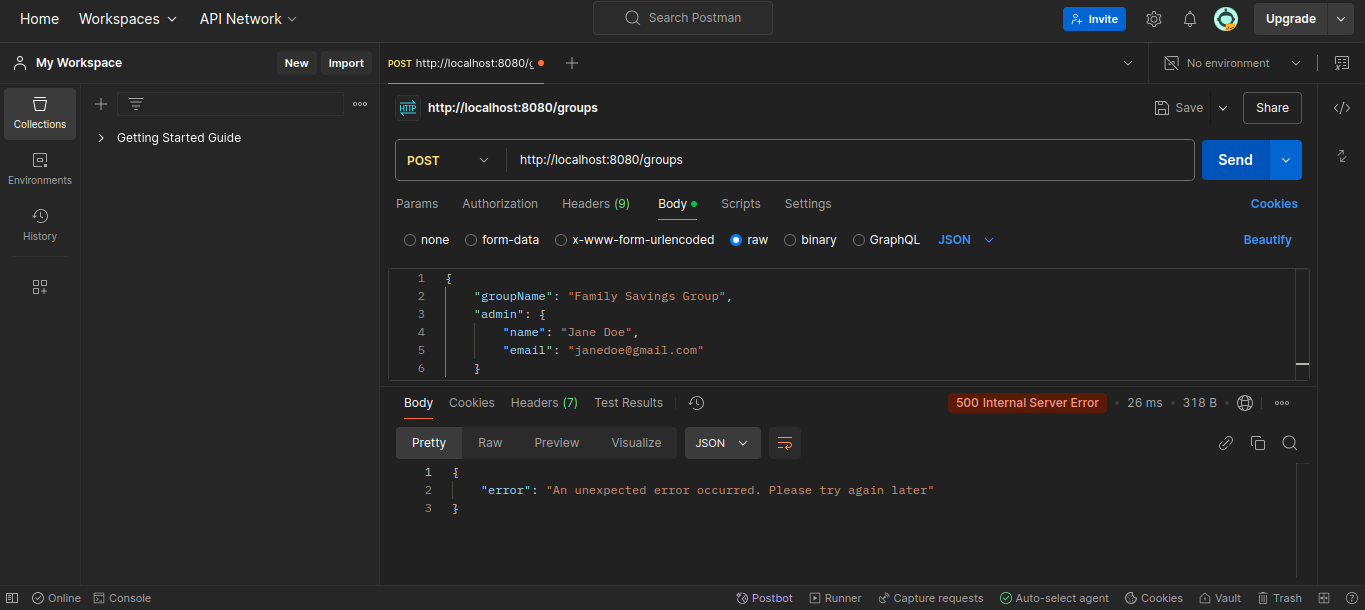 Home Workspaces API Network Search Postman Invite Upgrade
My Workspace New Import POST http://localhost:8080/g No environment
Collections
Environments
History
Getting Started Guide
HTTP http://localhost:8080/groups Save Share
POST http://localhost:8080/groups Send
Params Authorization Headers (9) Body Scripts Settings Cookies
none form-data x-www-form-urlencoded raw binary GraphQL JSON Beautify
1 {
2 "groupName": "Family Savings Group",
3 "admin": {
4 "name": "Jane Doe",
5 "email": "janedoe@gmail.com"
6 }
Body Cookies Headers (7) Test Results 500 Internal Server Error 26 ms 318 B
Pretty Raw Preview Visualize JSON
1 {
2 "error": "An unexpected error occurred. Please try again later"
3 }
Online Console Postbot Runner Capture requests Auto-select agent Cookies Vault Trash